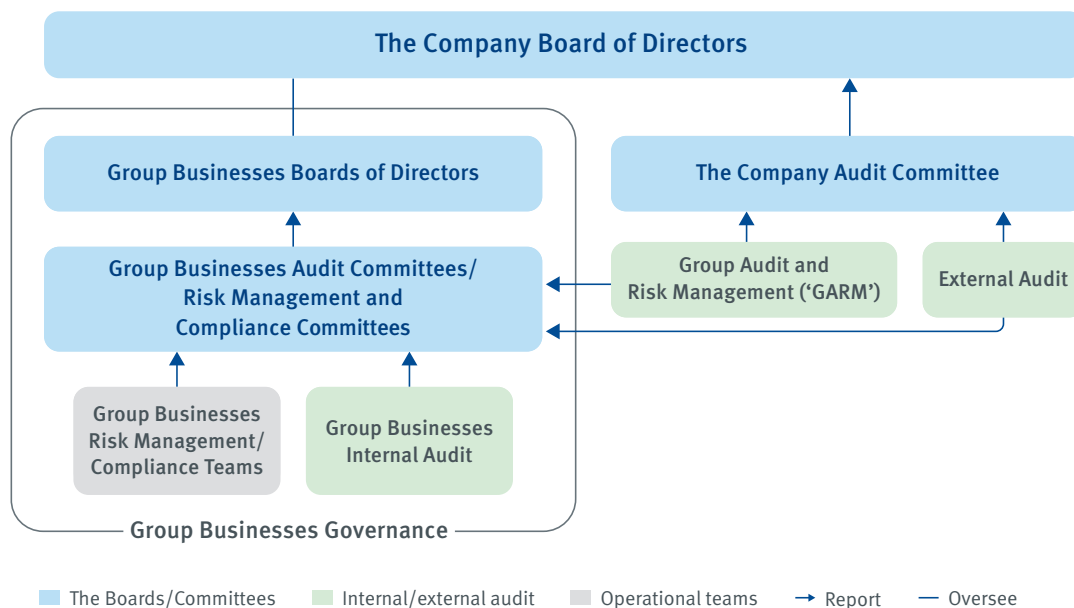 The Company Board of Directors
Group Businesses Boards of Directors
The Company Audit Committee
Group Businesses Audit Committees/
Risk Management and
Compliance Committees
Group Audit and
Risk Management (‘GARM’)
External Audit
Group Businesses
Risk Management/
Compliance Teams
Group Businesses
Internal Audit
Group Businesses Governance
The Boards/Committees
Internal/external audit
Operational teams
Report
Oversee